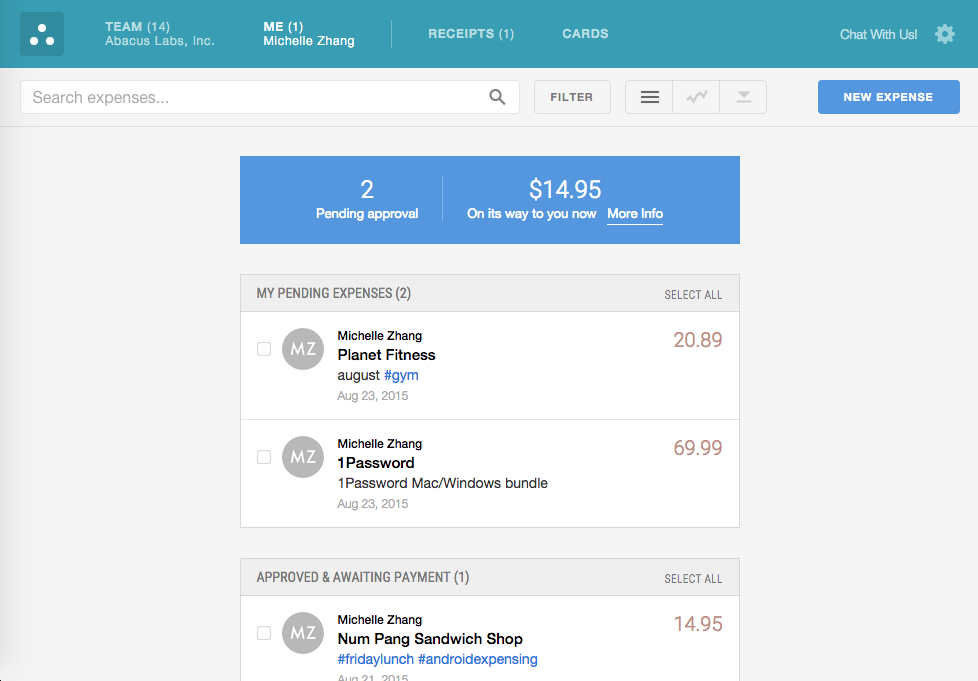 TEAM (14)
Abacus Labs, Inc.
ME (1)
Michelle Zhang
RECEIPTS (1)
CARDS
Chat With Us!
Search expenses...
FILTER
NEW EXPENSE
2
Pending approval
$14.95
On its way to you now More Info
MY PENDING EXPENSES (2)
SELECT ALL
MZ
Michelle Zhang
Planet Fitness
august #gym
Aug 23, 2015
20.89
MZ
Michelle Zhang
1Password
1Password Mac/Windows bundle
Aug 23, 2015
69.99
APPROVED & AWAITING PAYMENT (1)
SELECT ALL
MZ
Michelle Zhang
Num Pang Sandwich Shop
#fridaylunch #androidexpensing
Aug 21, 2015
14.95